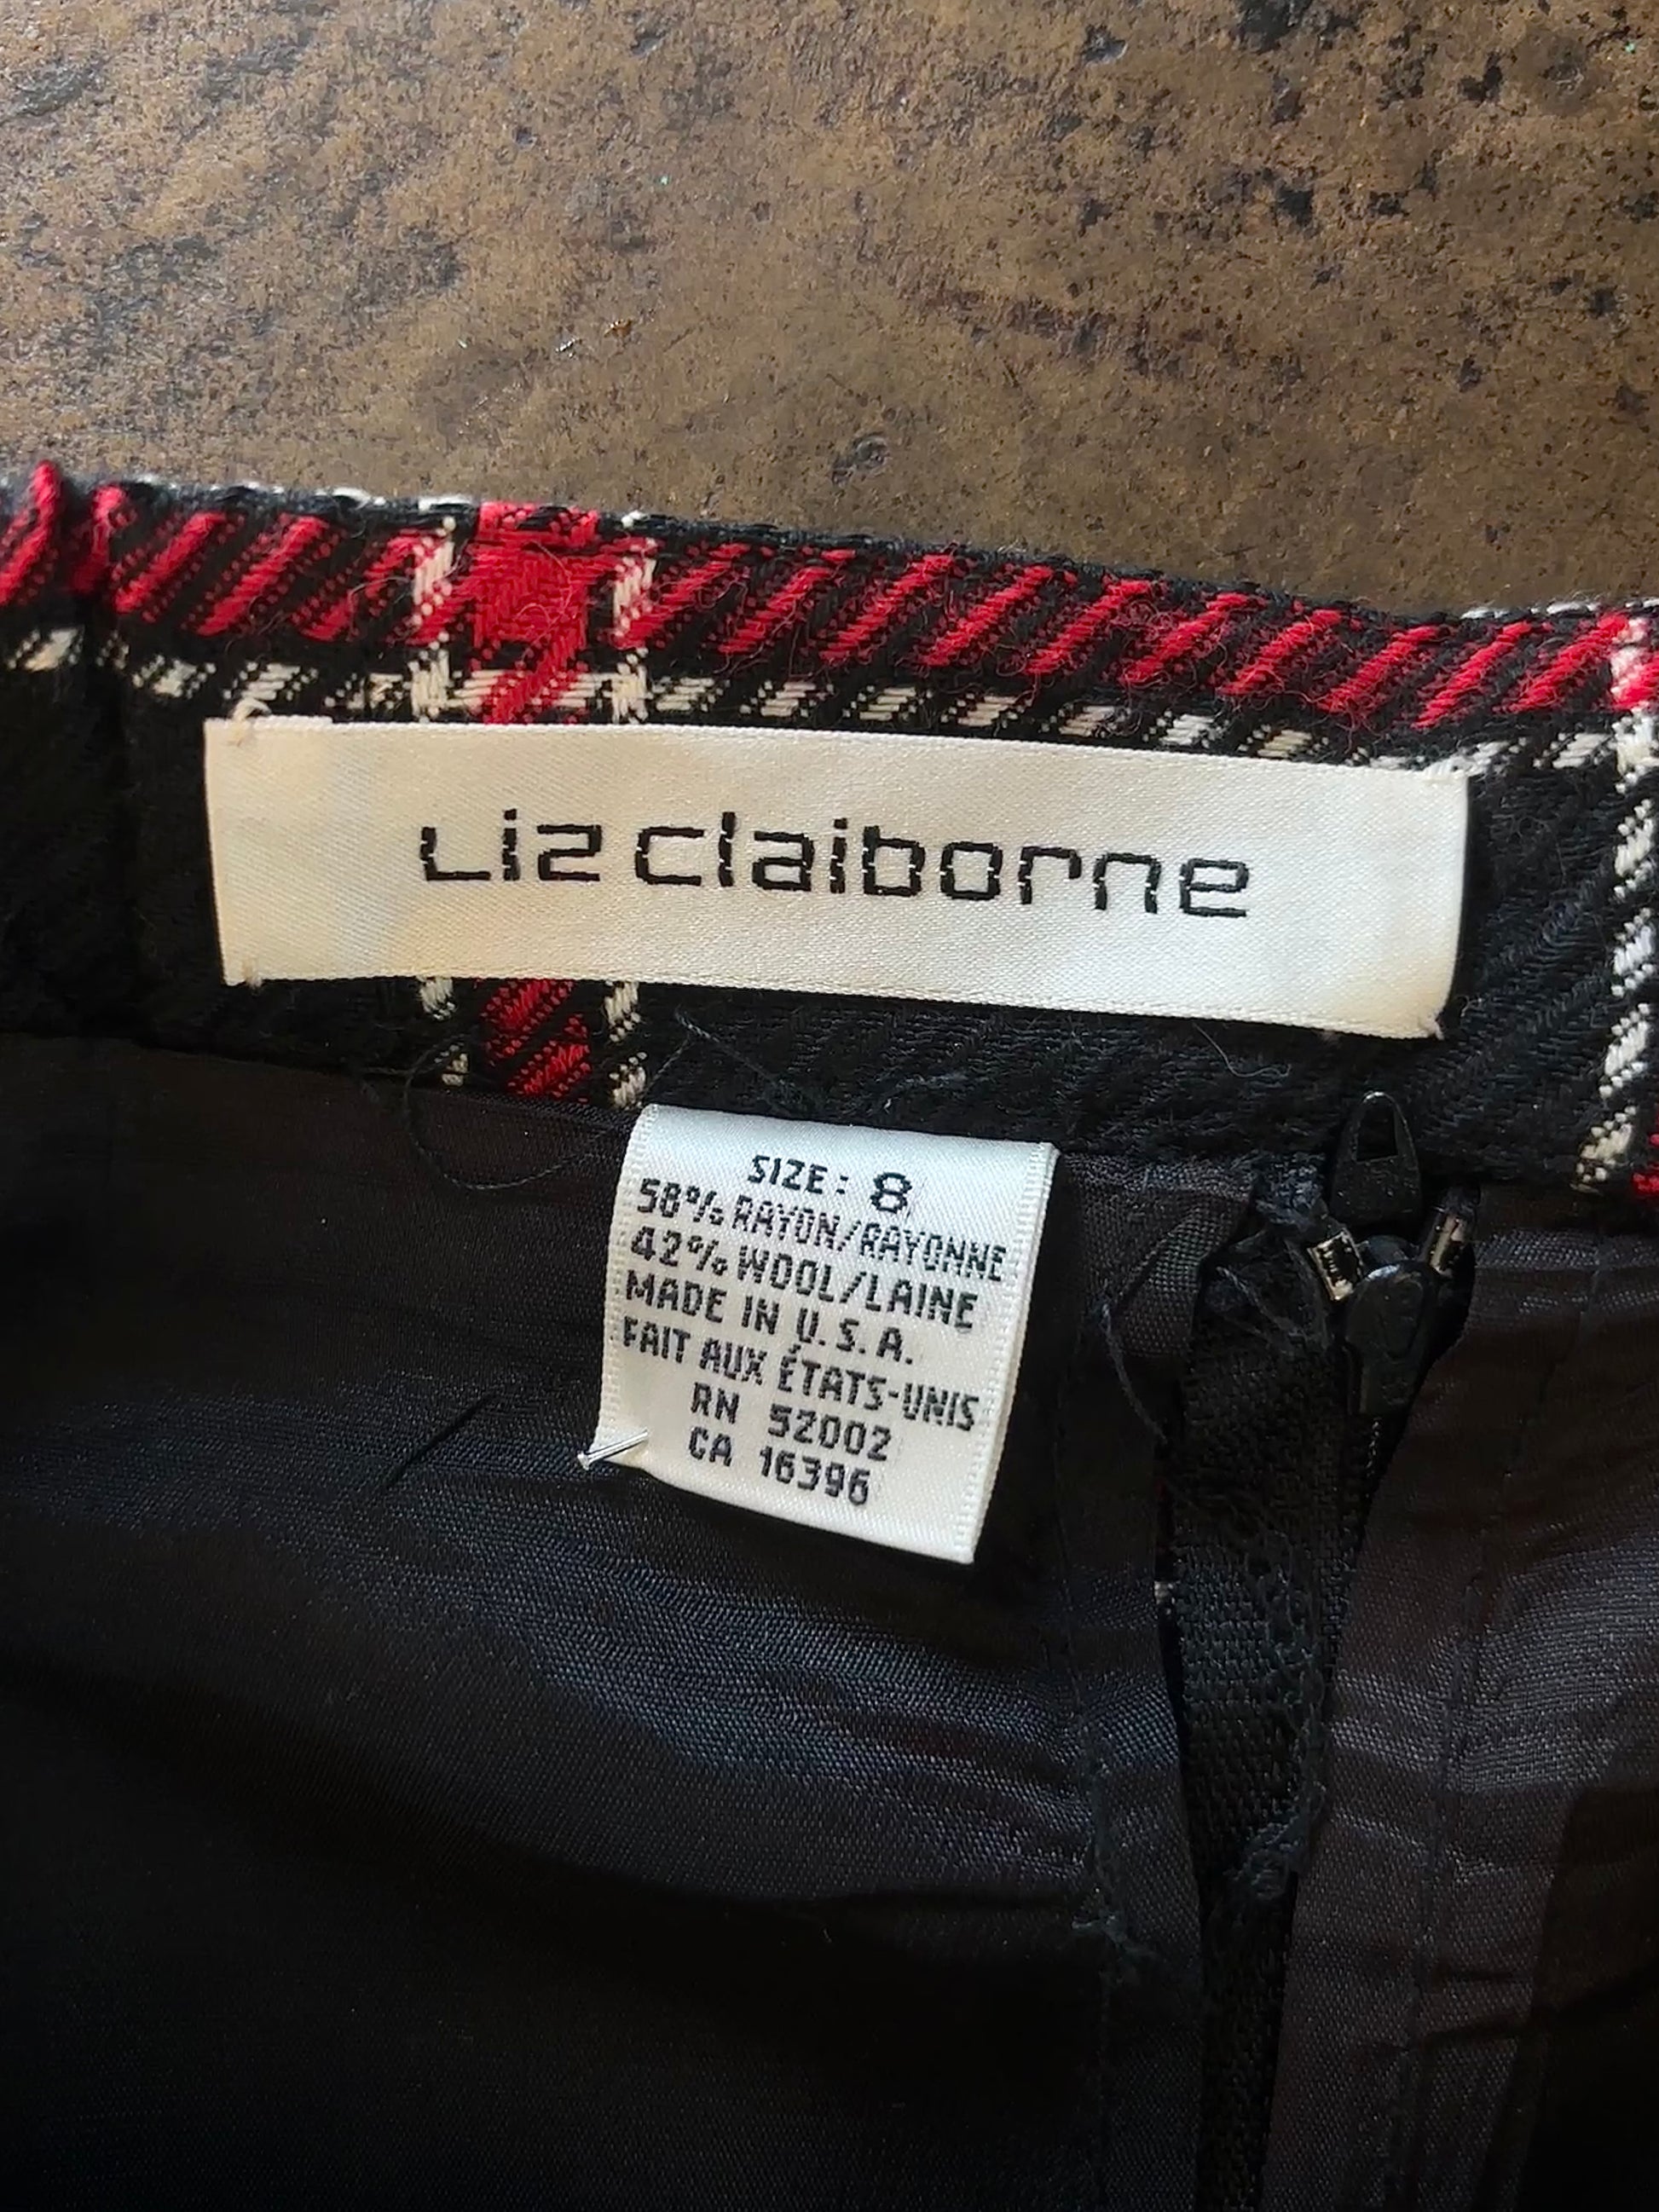 Liz claiborne
SIZE: 8
58% RAYON/RAYONNE
42% WOOL/LAINE
MADE IN U.S.A.
FAIT AUX ÉTATS-UNIS
RN 52002
CA 16396